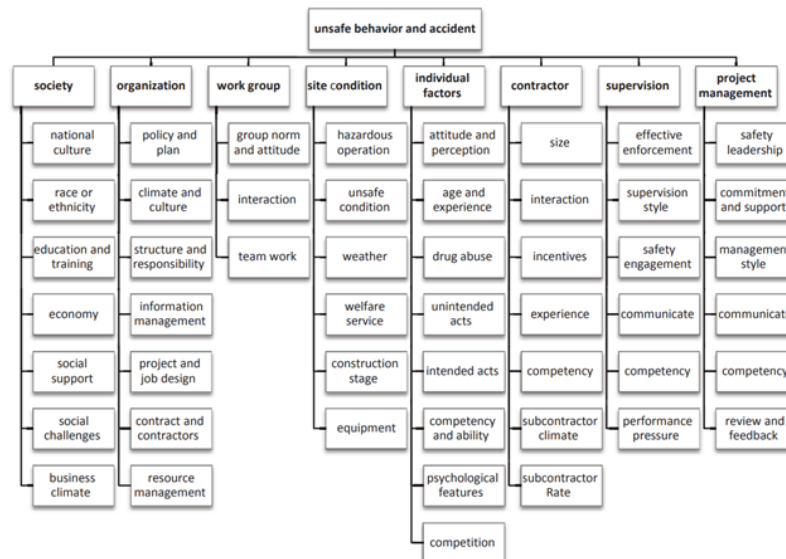 unsafe behavior and accident
society
organization
work group
site condition
individual
factors
contractor
supervision
project
management
national
culture
race or
ethnicity
education and
training
economy
social
support
social
challenges
business
climate
policy and
plan
climate and
culture
structure and
responsibility
information
management
project and
job design
contract and
contractors
resource
management
group norm
and attitude
interaction
team work
hazardous
operation
unsafe
condition
weather
welfare
service
construction
stage
equipment
attitude and
perception
age and
experience
drug abuse
unintended
acts
intended acts
competency
and ability
psychological
features
competition
size
interaction
incentives
experience
competency
subcontractor
climate
subcontractor
Rate
effective
enforcement
supervision
style
safety
engagement
communicate
competency
performance
pressure
safety
leadership
commitment
and support
management
style
communicate
competency
review and
feedback